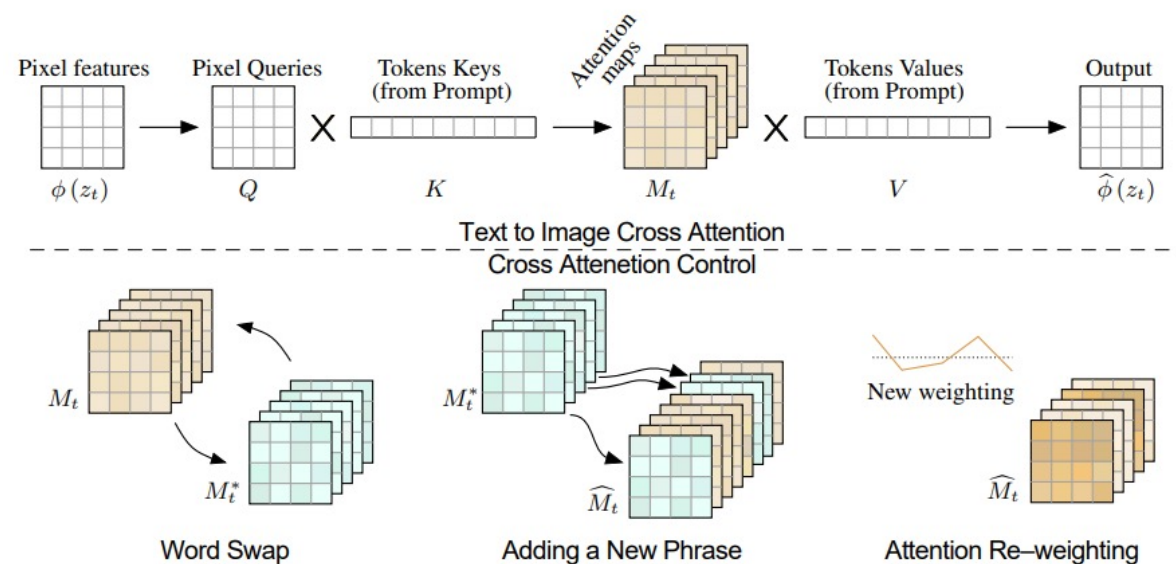 Pixel features
Pixel Queries
Tokens Keys
(from Prompt)
Attention
maps
Tokens Values
(from Prompt)
Output
ϕ (z_t)
Q
X
K
M_t
X
V
ϕ̂ (z_t)
Text to Image Cross Attention
Cross Attenetion Control
M_t
M_t^*
Word Swap
M_t^*
M̂_t
Adding a New Phrase
New weighting
M̂_t
Attention Re–weighting